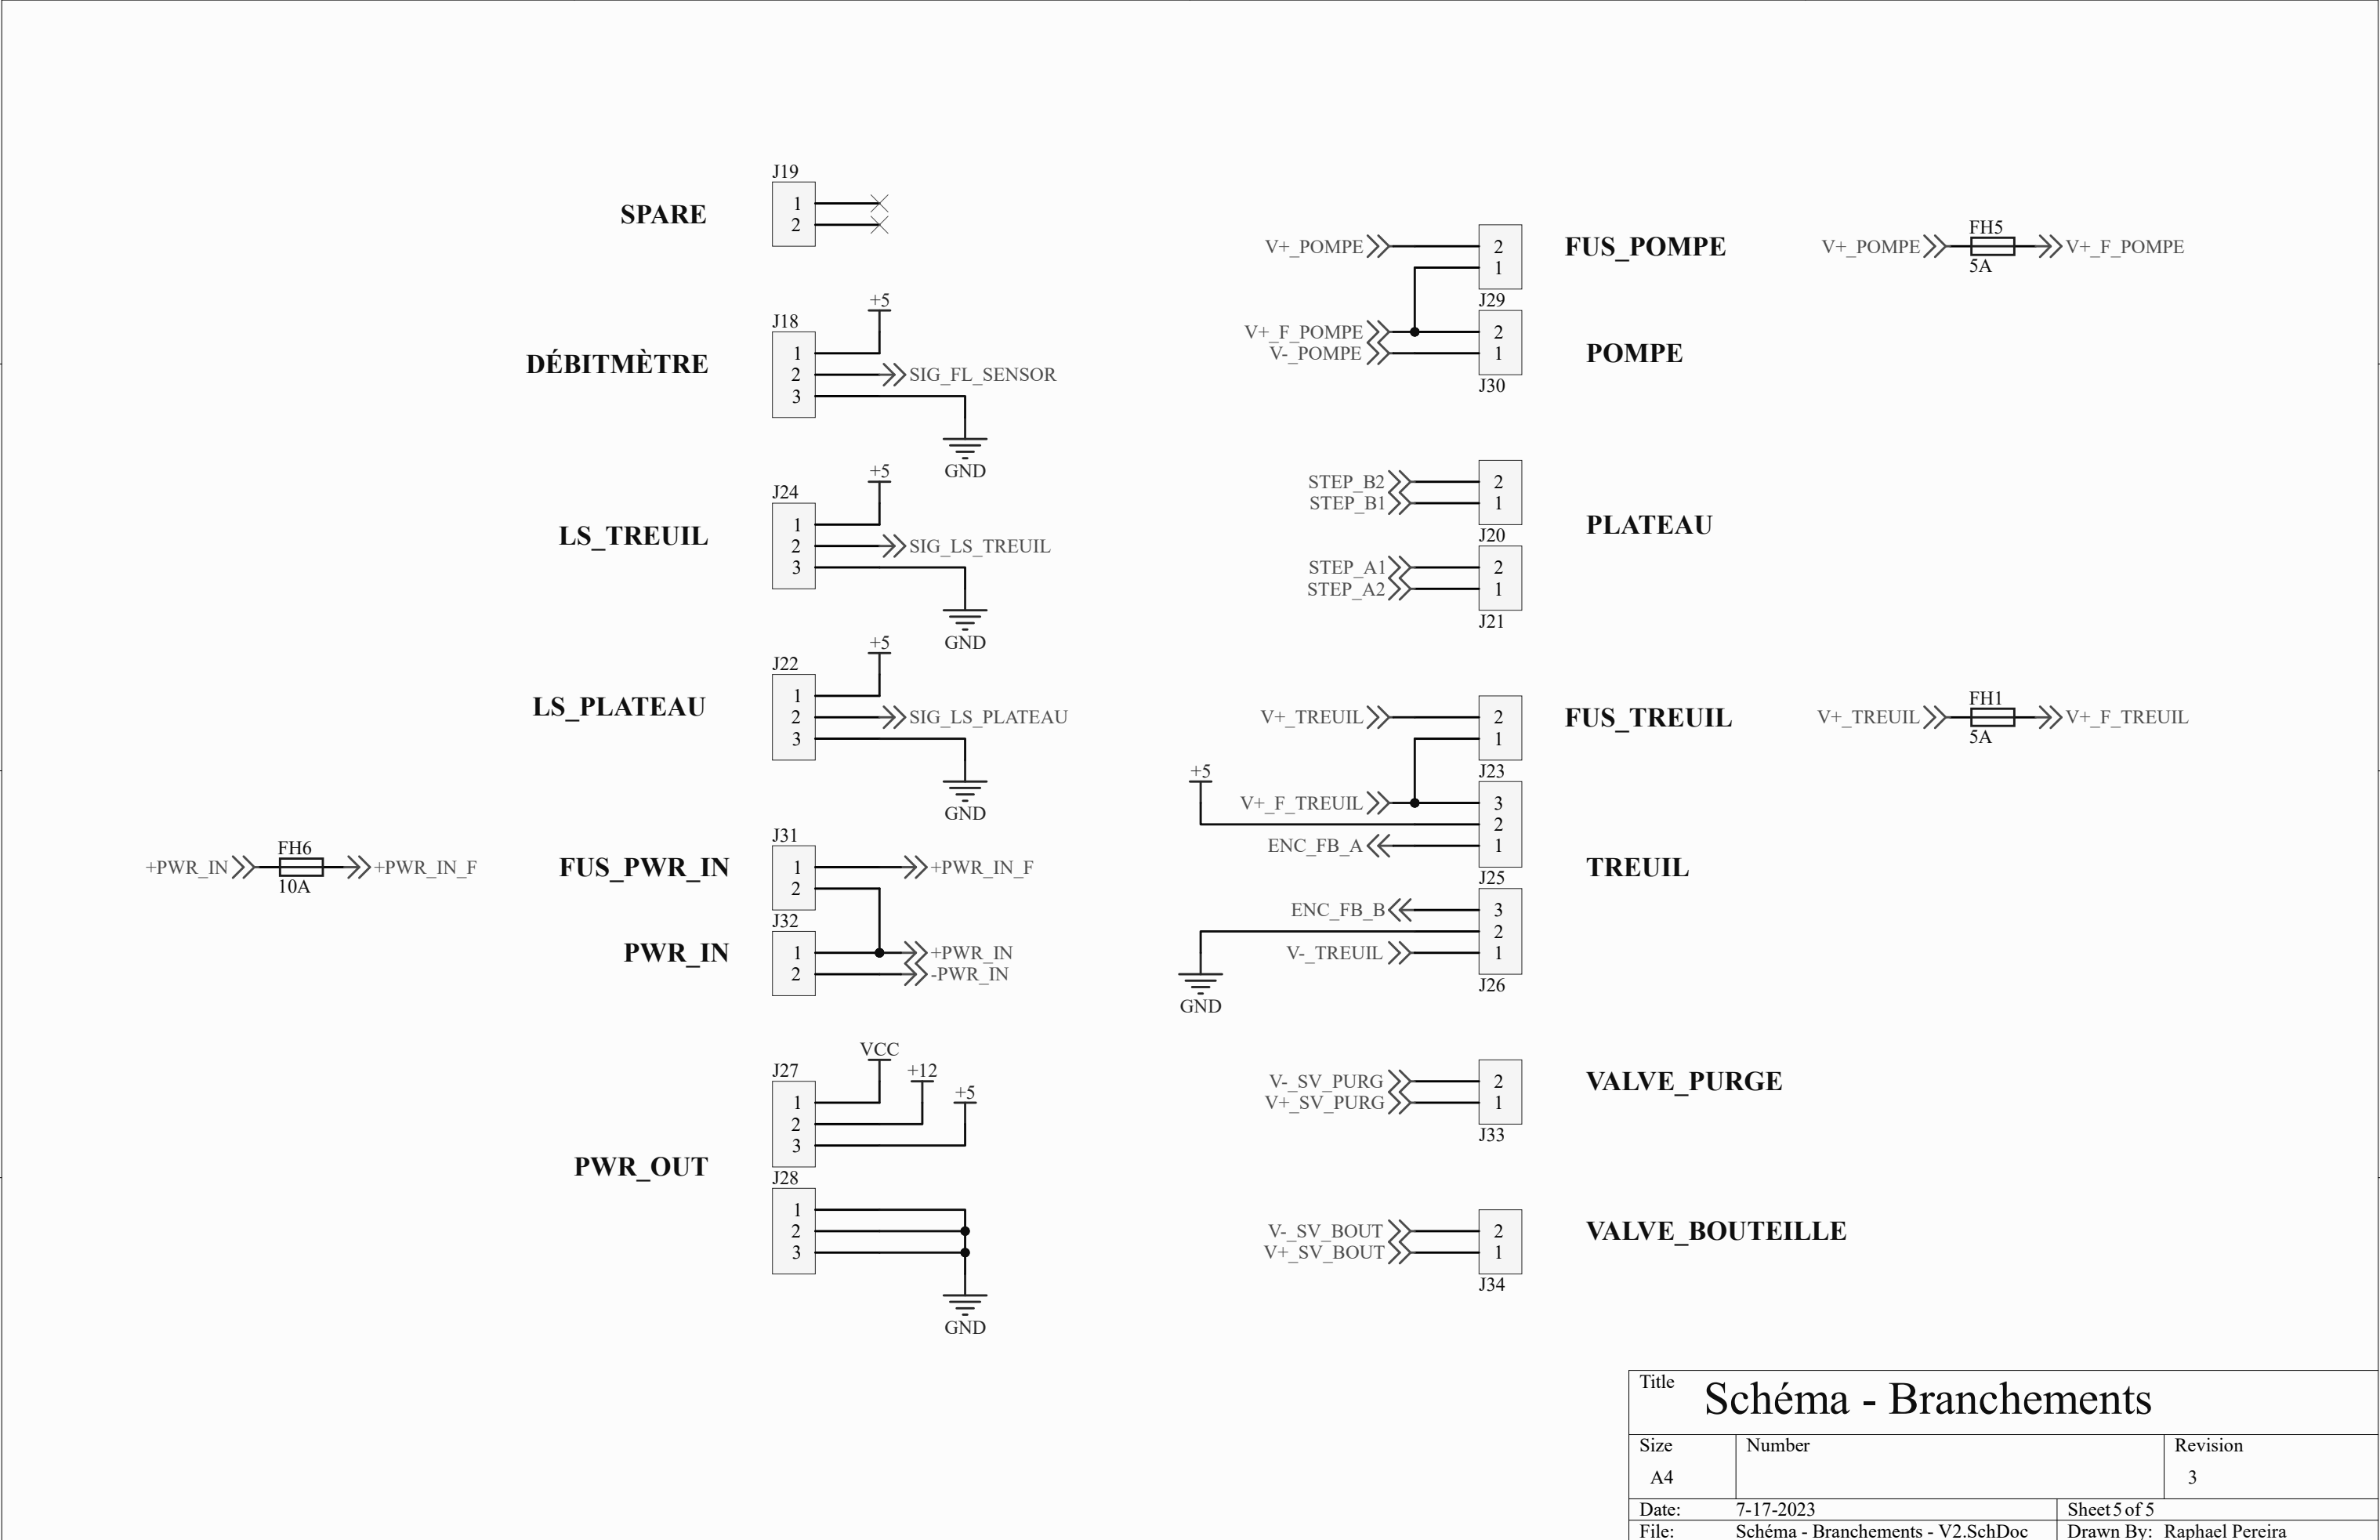 J19
SPARE
1
2
+5
J18
DÉBITMÈTRE
1
2 SIG_FL_SENSOR
3
GND
+5
J24
LS_TREUIL
1
2 SIG_LS_TREUIL
3
GND
+5
J22
LS_PLATEAU
1
2 SIG_LS_PLATEAU
3
GND
+PWR_IN FH6 +PWR_IN_F
10A
J31
FUS_PWR_IN
1 +PWR_IN_F
2
J32
PWR_IN
1 +PWR_IN
2 -PWR_IN
VCC
+12
+5
J27
1
2
3
PWR_OUT
J28
1
2
3
GND
V+_POMPE 2 FUS_POMPE
1
J29
V+_F_POMPE 2
V-_POMPE 1 POMPE
J30
FH5
V+_POMPE V+_F_POMPE
5A
STEP_B2 2
STEP_B1 1
PLATEAU
J20
STEP_A1 2
STEP_A2 1
J21
V+_TREUIL 2 FUS_TREUIL
1
J23
FH1
V+_TREUIL V+_F_TREUIL
5A
+5
V+_F_TREUIL 3
2
ENC_FB_A 1
TREUIL
J25
ENC_FB_B 3
2
V-_TREUIL 1
J26
GND
V-_SV_PURG 2 VALVE_PURGE
V+_SV_PURG 1
J33
V-_SV_BOUT 2 VALVE_BOUTEILLE
V+_SV_BOUT 1
J34
Title Schéma - Branchements
Size Number Revision
A4 3
Date: 7-17-2023 Sheet 5 of 5
File: Schéma - Branchements - V2.SchDoc Drawn By: Raphael Pereira